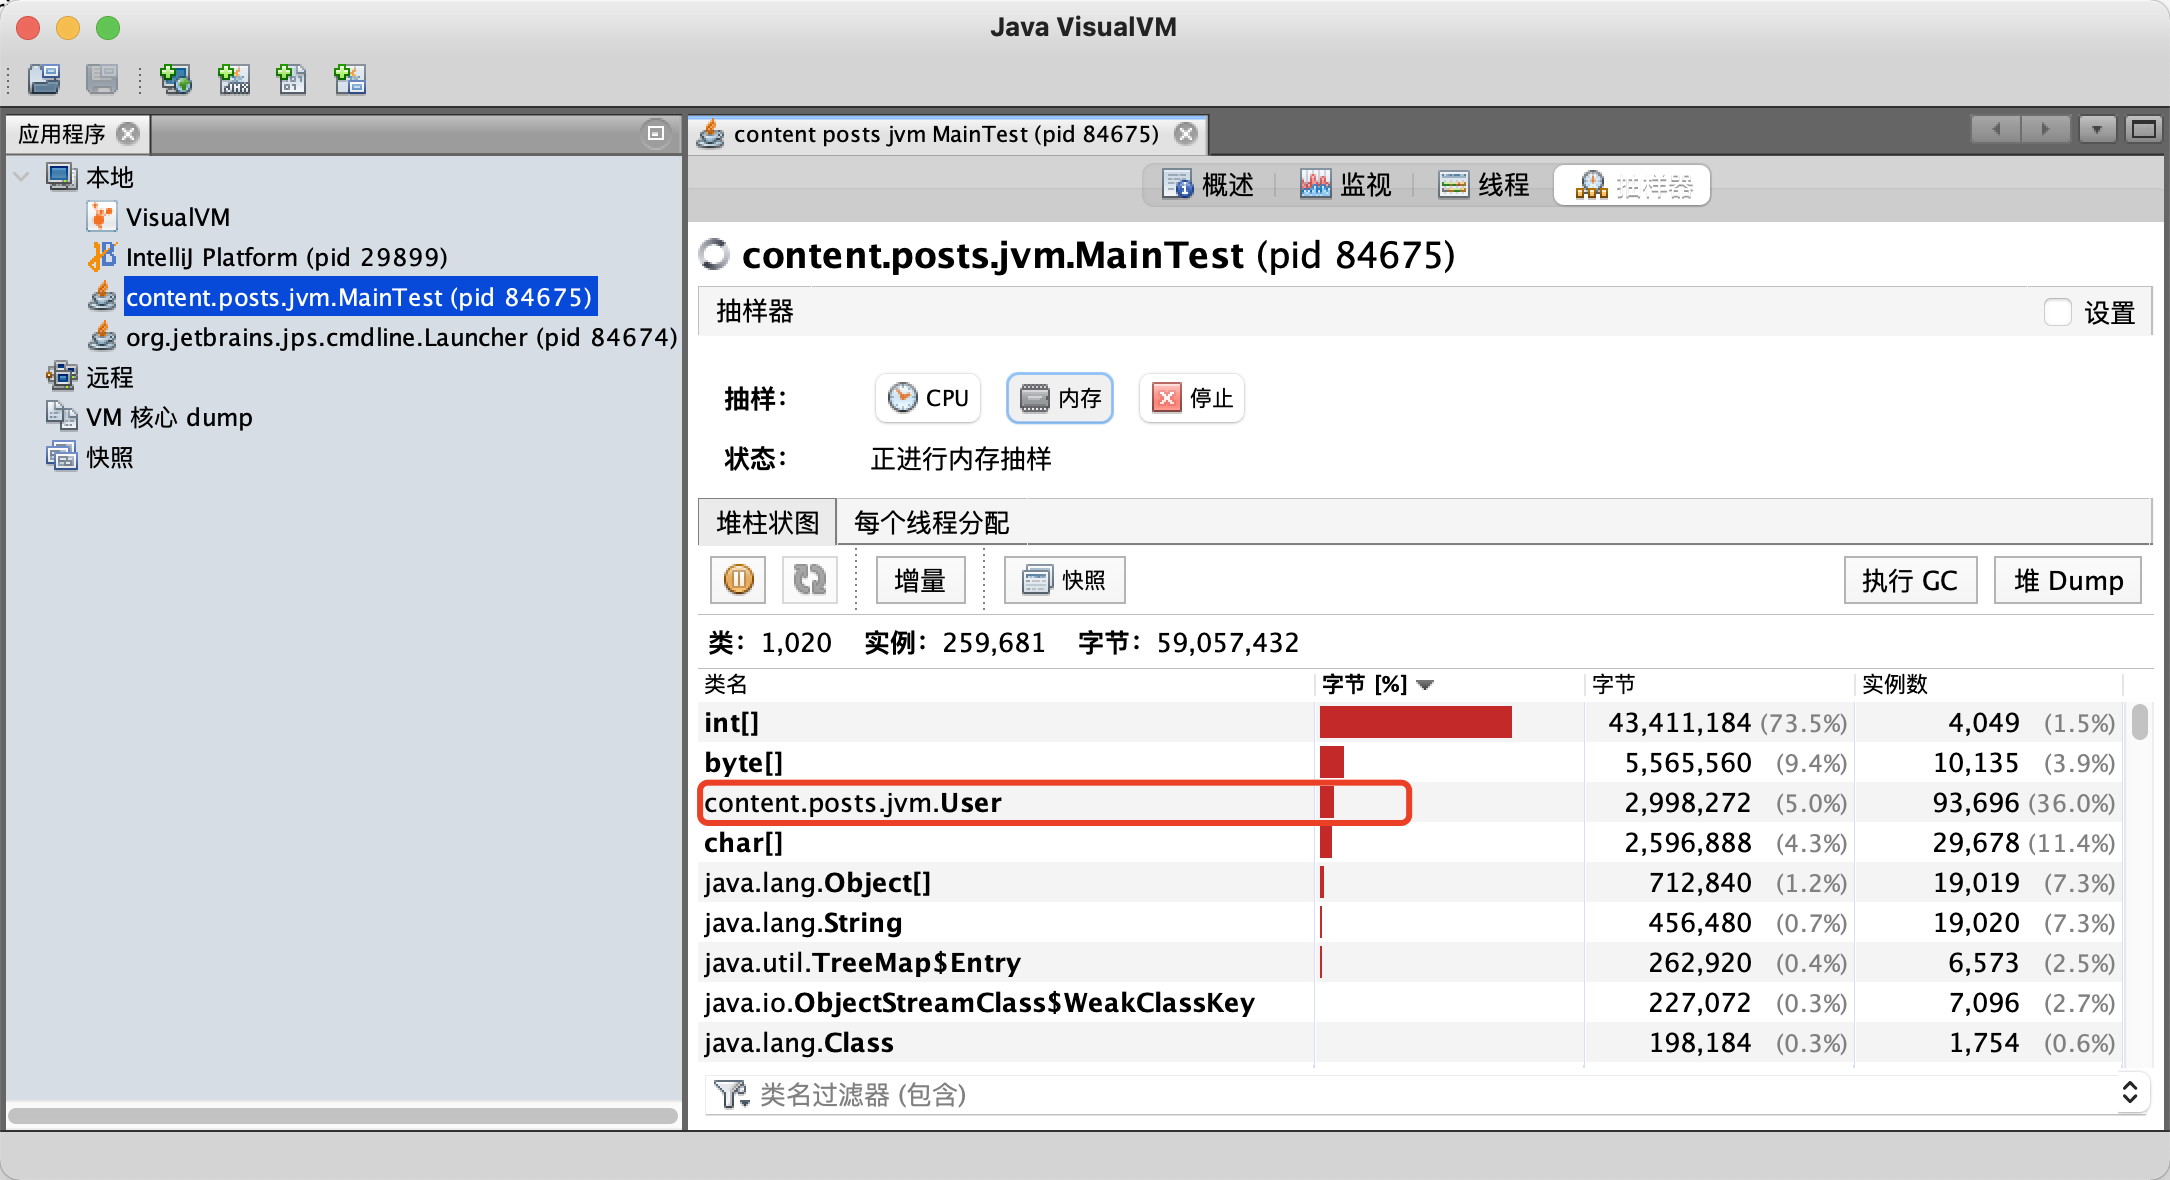 Java VisualVM
应用程序
本地
VisualVM
IntelliJ Platform (pid 29899)
content.posts.jvm.MainTest (pid 84675)
org.jetbrains.jps.cmdline.Launcher (pid 84674)
远程
VM 核心 dump
快照
content posts jvm MainTest (pid 84675)
概述 监视 线程 抽样器
content.posts.jvm.MainTest (pid 84675)
抽样器 设置
抽样： CPU 内存 停止
状态： 正进行内存抽样
堆柱状图 每个线程分配
增量 快照 执行 GC 堆 Dump
类： 1,020 实例： 259,681 字节： 59,057,432
类名 字节 [%] 字节 实例数
int[] 43,411,184 (73.5%) 4,049 (1.5%)
byte[] 5,565,560 (9.4%) 10,135 (3.9%)
content.posts.jvm.User 2,998,272 (5.0%) 93,696 (36.0%)
char[] 2,596,888 (4.3%) 29,678 (11.4%)
java.lang.Object[] 712,840 (1.2%) 19,019 (7.3%)
java.lang.String 456,480 (0.7%) 19,020 (7.3%)
java.util.TreeMap$Entry 262,920 (0.4%) 6,573 (2.5%)
java.io.ObjectStreamClass$WeakClassKey 227,072 (0.3%) 7,096 (2.7%)
java.lang.Class 198,184 (0.3%) 1,754 (0.6%)
类名过滤器 (包含)